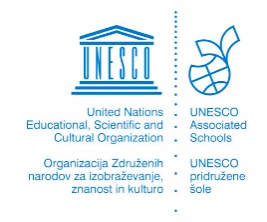 UNESCO
United Nations
Educational, Scientific and
Cultural Organization
Organizacija Združenih
narodov za izobraževanje,
znanost in kulturo
UNESCO
Associated
Schools
UNESCO
pridružene
šole